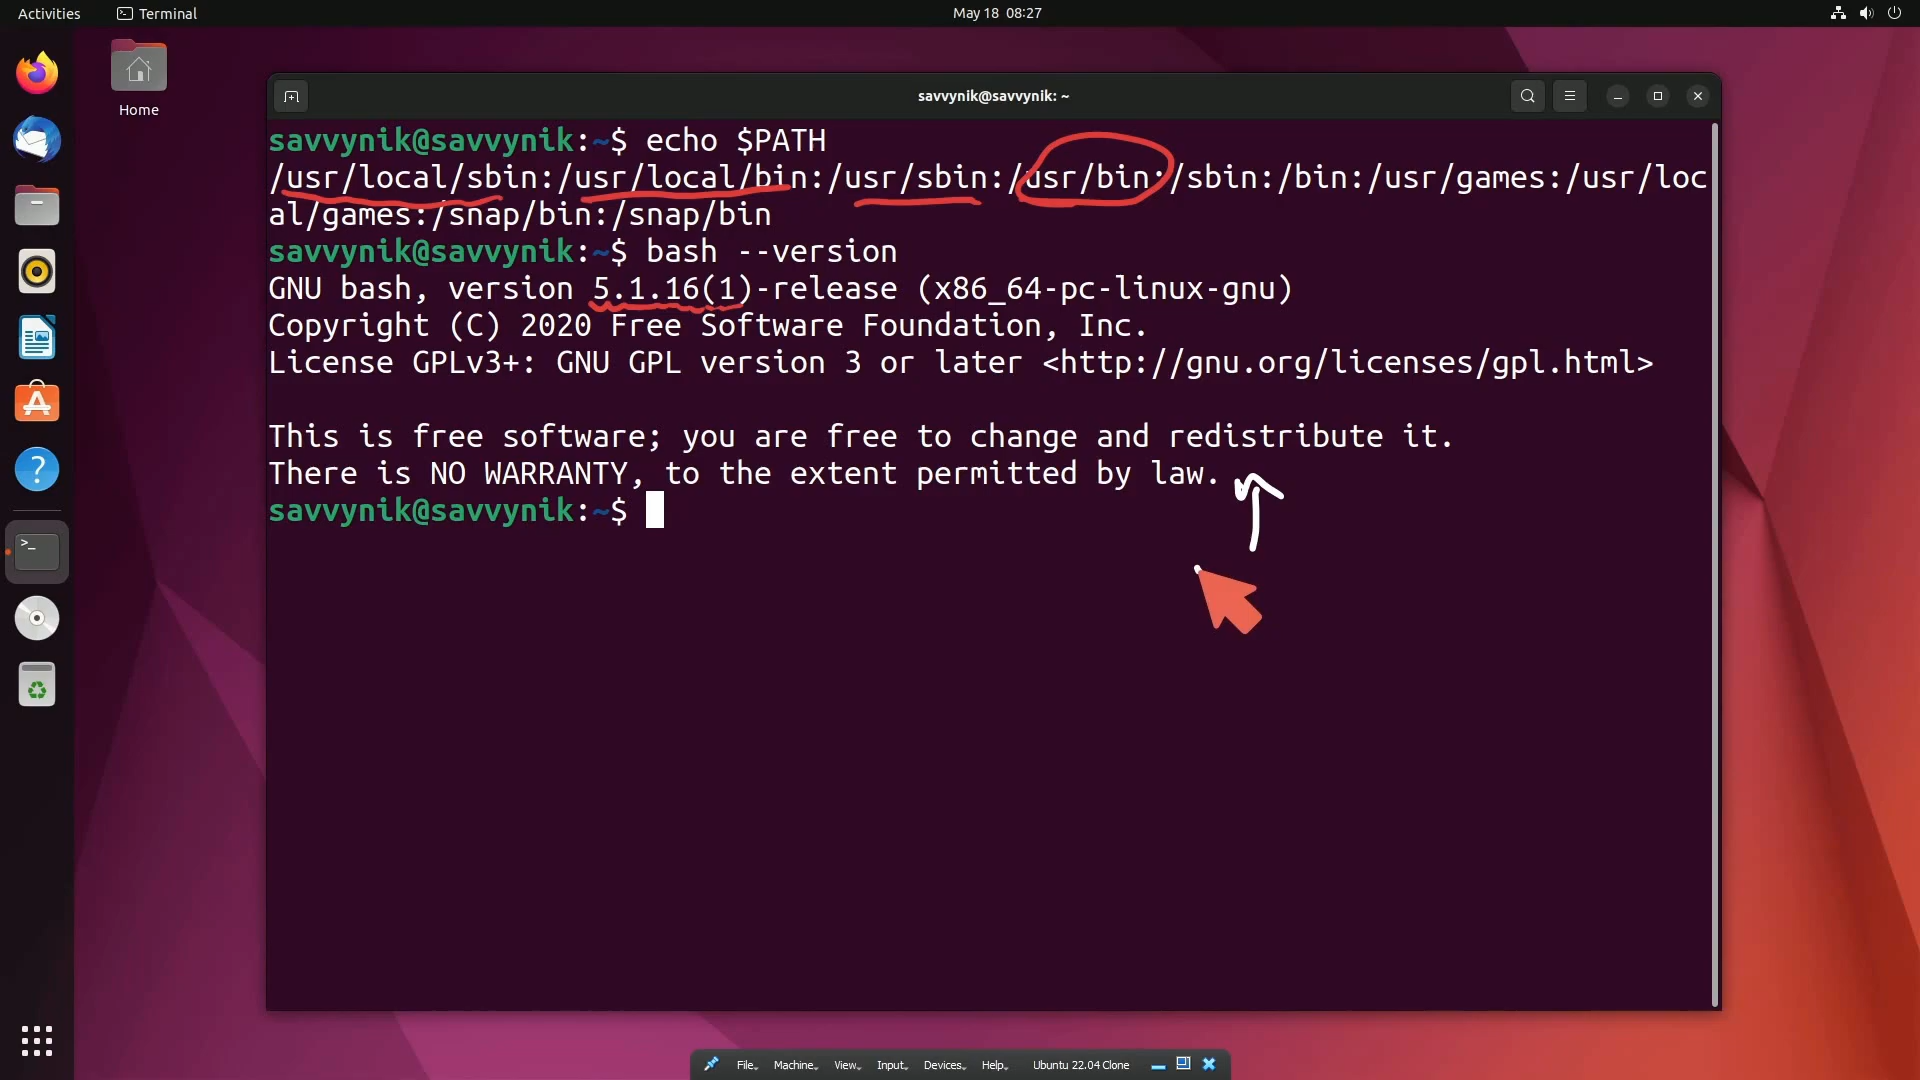 Activities Terminal May 18 08:27
Home
savvynik@savvynik: ~
savvynik@savvynik:~$ echo $PATH
/usr/local/sbin:/usr/local/bin:/usr/sbin:/usr/bin:/sbin:/bin:/usr/games:/usr/loc
al/games:/snap/bin:/snap/bin
savvynik@savvynik:~$ bash --version
GNU bash, version 5.1.16(1)-release (x86_64-pc-linux-gnu)
Copyright (C) 2020 Free Software Foundation, Inc.
License GPLv3+: GNU GPL version 3 or later <http://gnu.org/licenses/gpl.html>
This is free software; you are free to change and redistribute it.
There is NO WARRANTY, to the extent permitted by law.
savvynik@savvynik:~$
File Machine View Input Devices Help Ubuntu 22.04 Clone